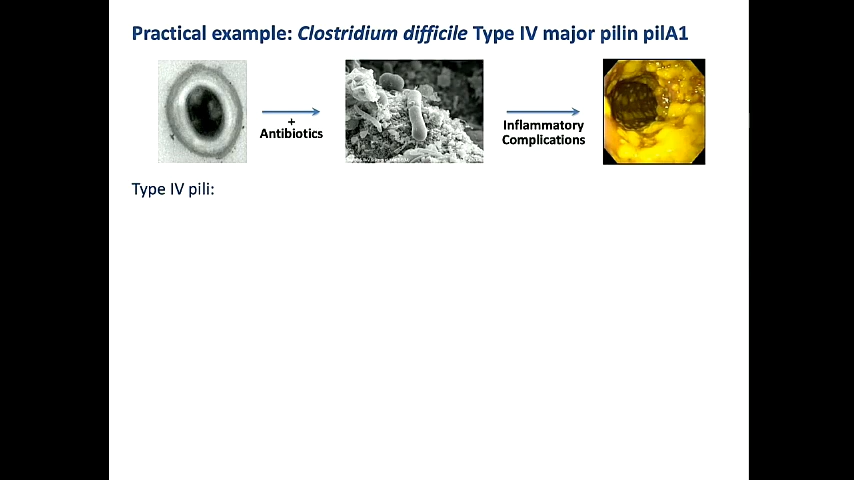 Practical example: Clostridium difficile Type IV major pilin pilA1
+
Antibiotics
Inflammatory
Complications
Type IV pili: